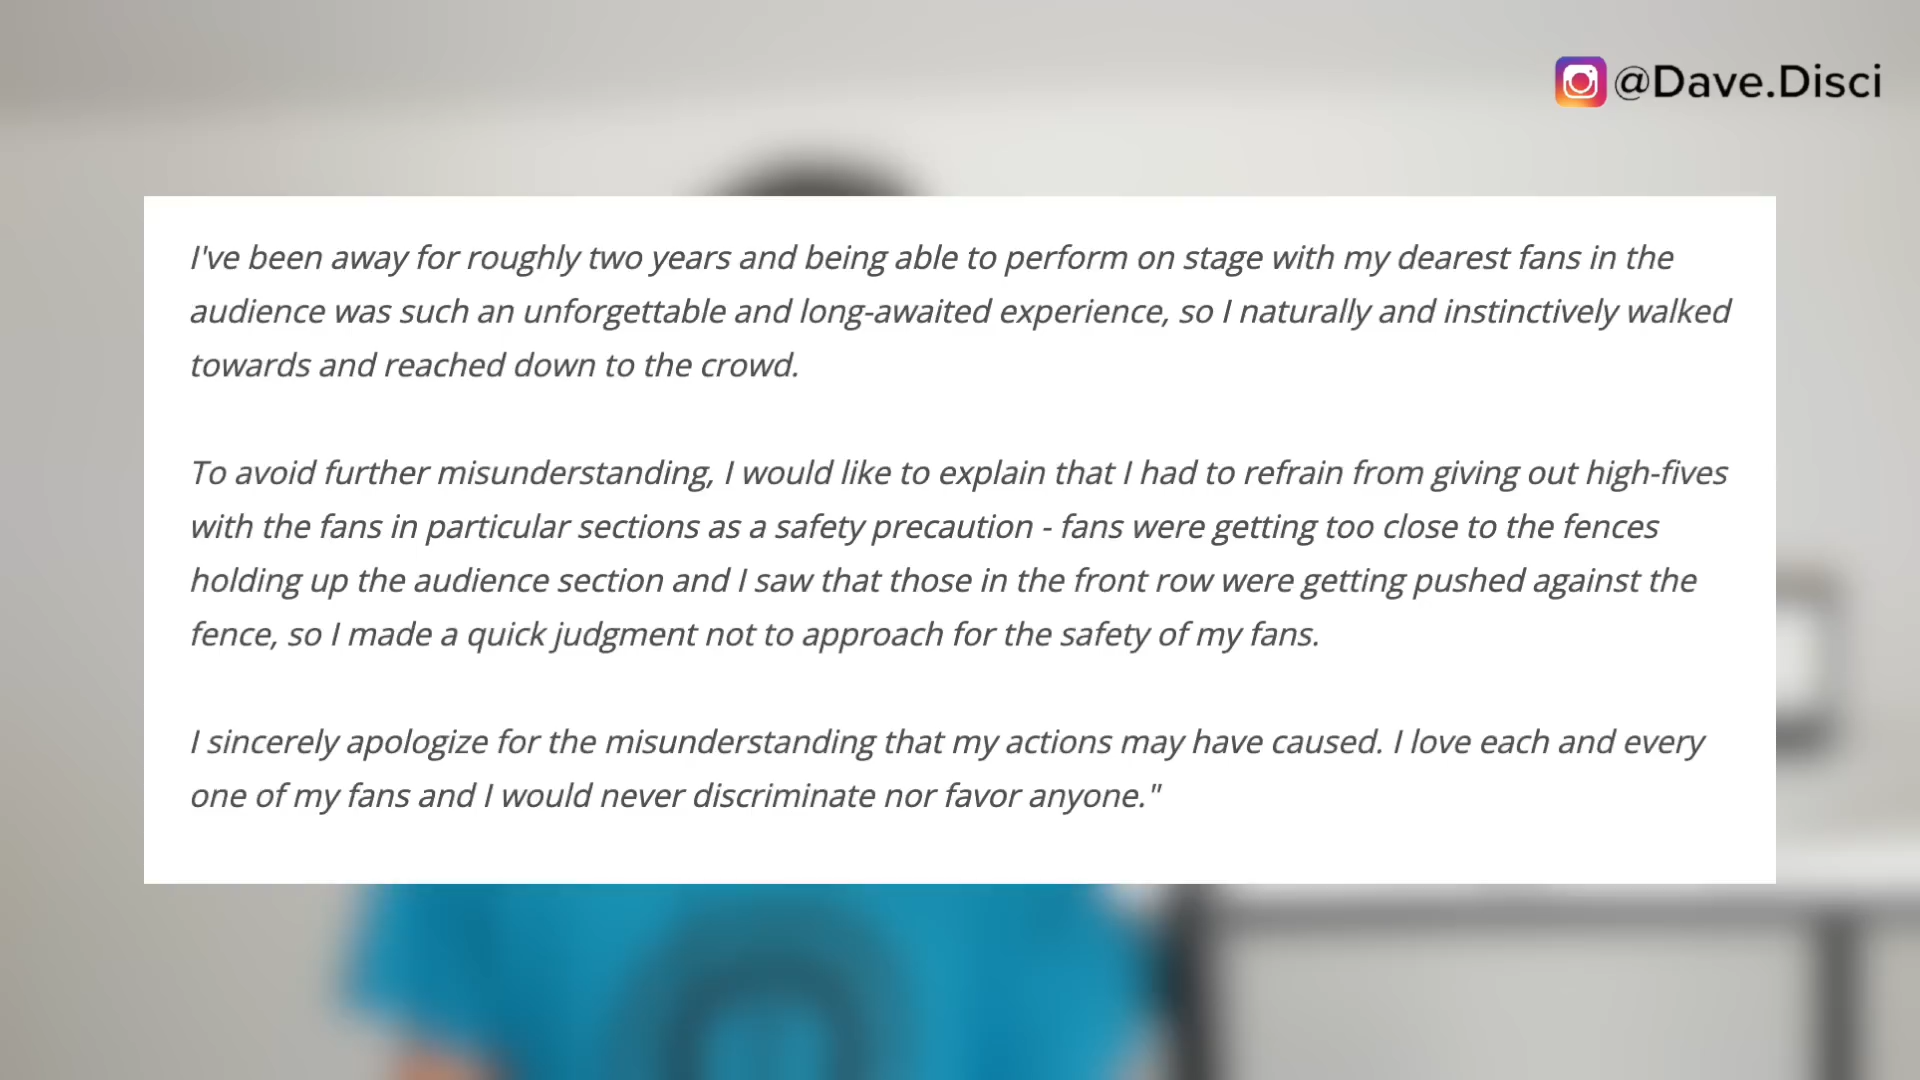 @Dave.Disci
I've been away for roughly two years and being able to perform on stage with my dearest fans in the
audience was such an unforgettable and long-awaited experience, so I naturally and instinctively walked
towards and reached down to the crowd.
To avoid further misunderstanding, I would like to explain that I had to refrain from giving out high-fives
with the fans in particular sections as a safety precaution - fans were getting too close to the fences
holding up the audience section and I saw that those in the front row were getting pushed against the
fence, so I made a quick judgment not to approach for the safety of my fans.
I sincerely apologize for the misunderstanding that my actions may have caused. I love each and every
one of my fans and I would never discriminate nor favor anyone."